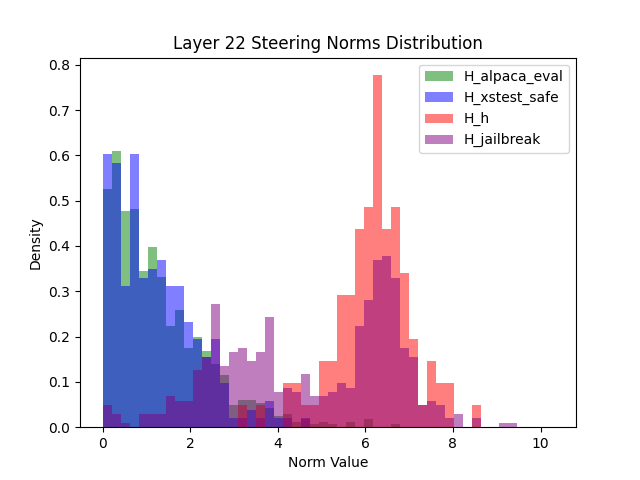 Layer 22 Steering Norms Distribution
H_alpaca_eval
H_xstest_safe
H_h
H_jailbreak
0.8
0.7
0.6
0.5
0.4
0.3
0.2
0.1
0.0
Density
0 2 4 6 8 10
Norm Value